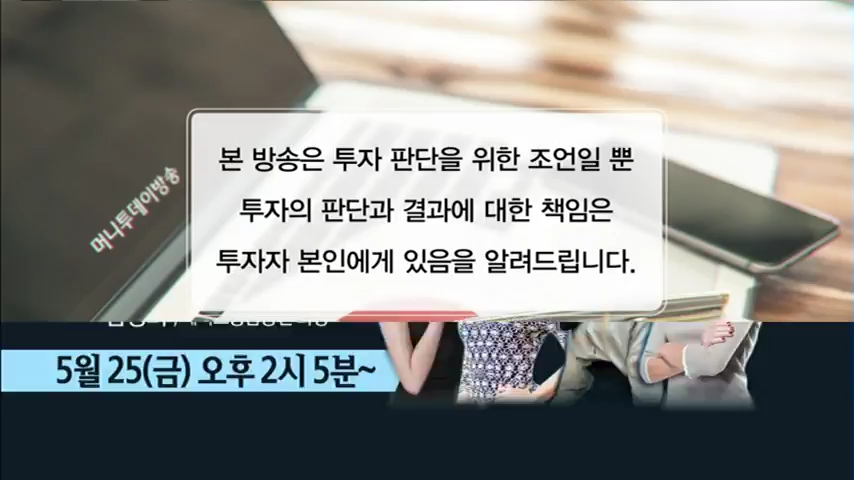 본 방송은 투자 판단을 위한 조언일 뿐
투자의 판단과 결과에 대한 책임은
투자자 본인에게 있음을 알려드립니다.
머니투데이방송
5월 25(금) 오후 2시 5분~